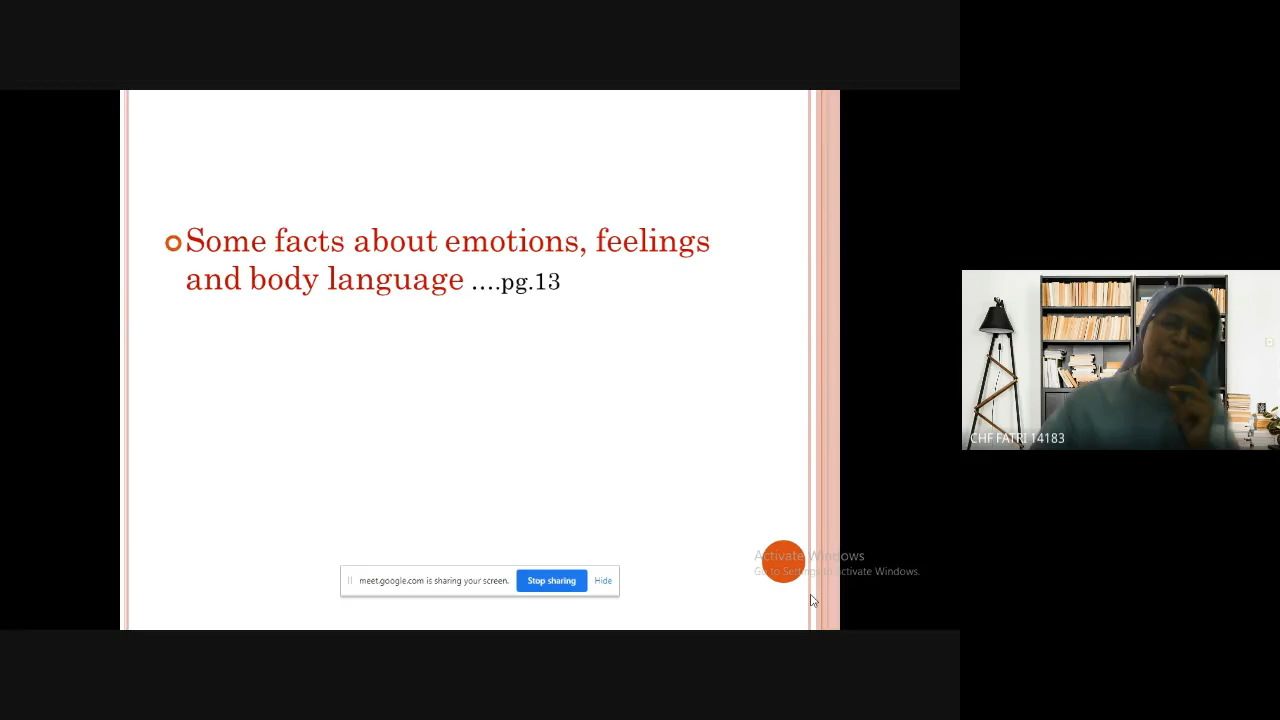 Some facts about emotions, feelings
and body language ....pg.13
CHF FATRI 14183
Activate Windows
Go to Settings to activate Windows.
meet.google.com is sharing your screen. Stop sharing Hide